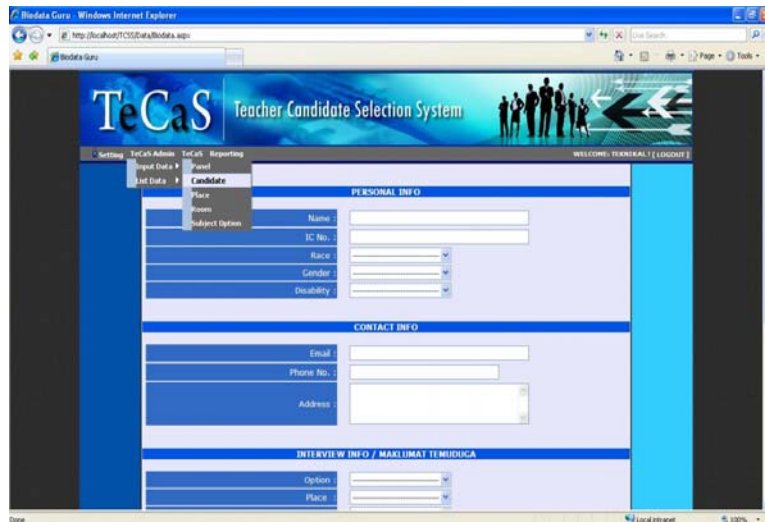 Biodata Guru - Windows Internet Explorer
http://localhost/TCSS/Data/Biodata.aspx
Live Search
Biodata Guru
Page
Tools
TeCaS Teacher Candidate Selection System
Setting TeCaS Admin TeCaS Reporting
WELCOME: TEKNIKAL1 [ LOGOUT ]
Input Data
List Data
Panel
Candidate
Place
Room
Subject Option
PERSONAL INFO
Name :
IC No. :
Race :
Gender :
Disability :
CONTACT INFO
Email :
Phone No. :
Address :
INTERVIEW INFO / MAKLUMAT TEMUDUGA
Option :
Place :
Done
Local intranet
100%